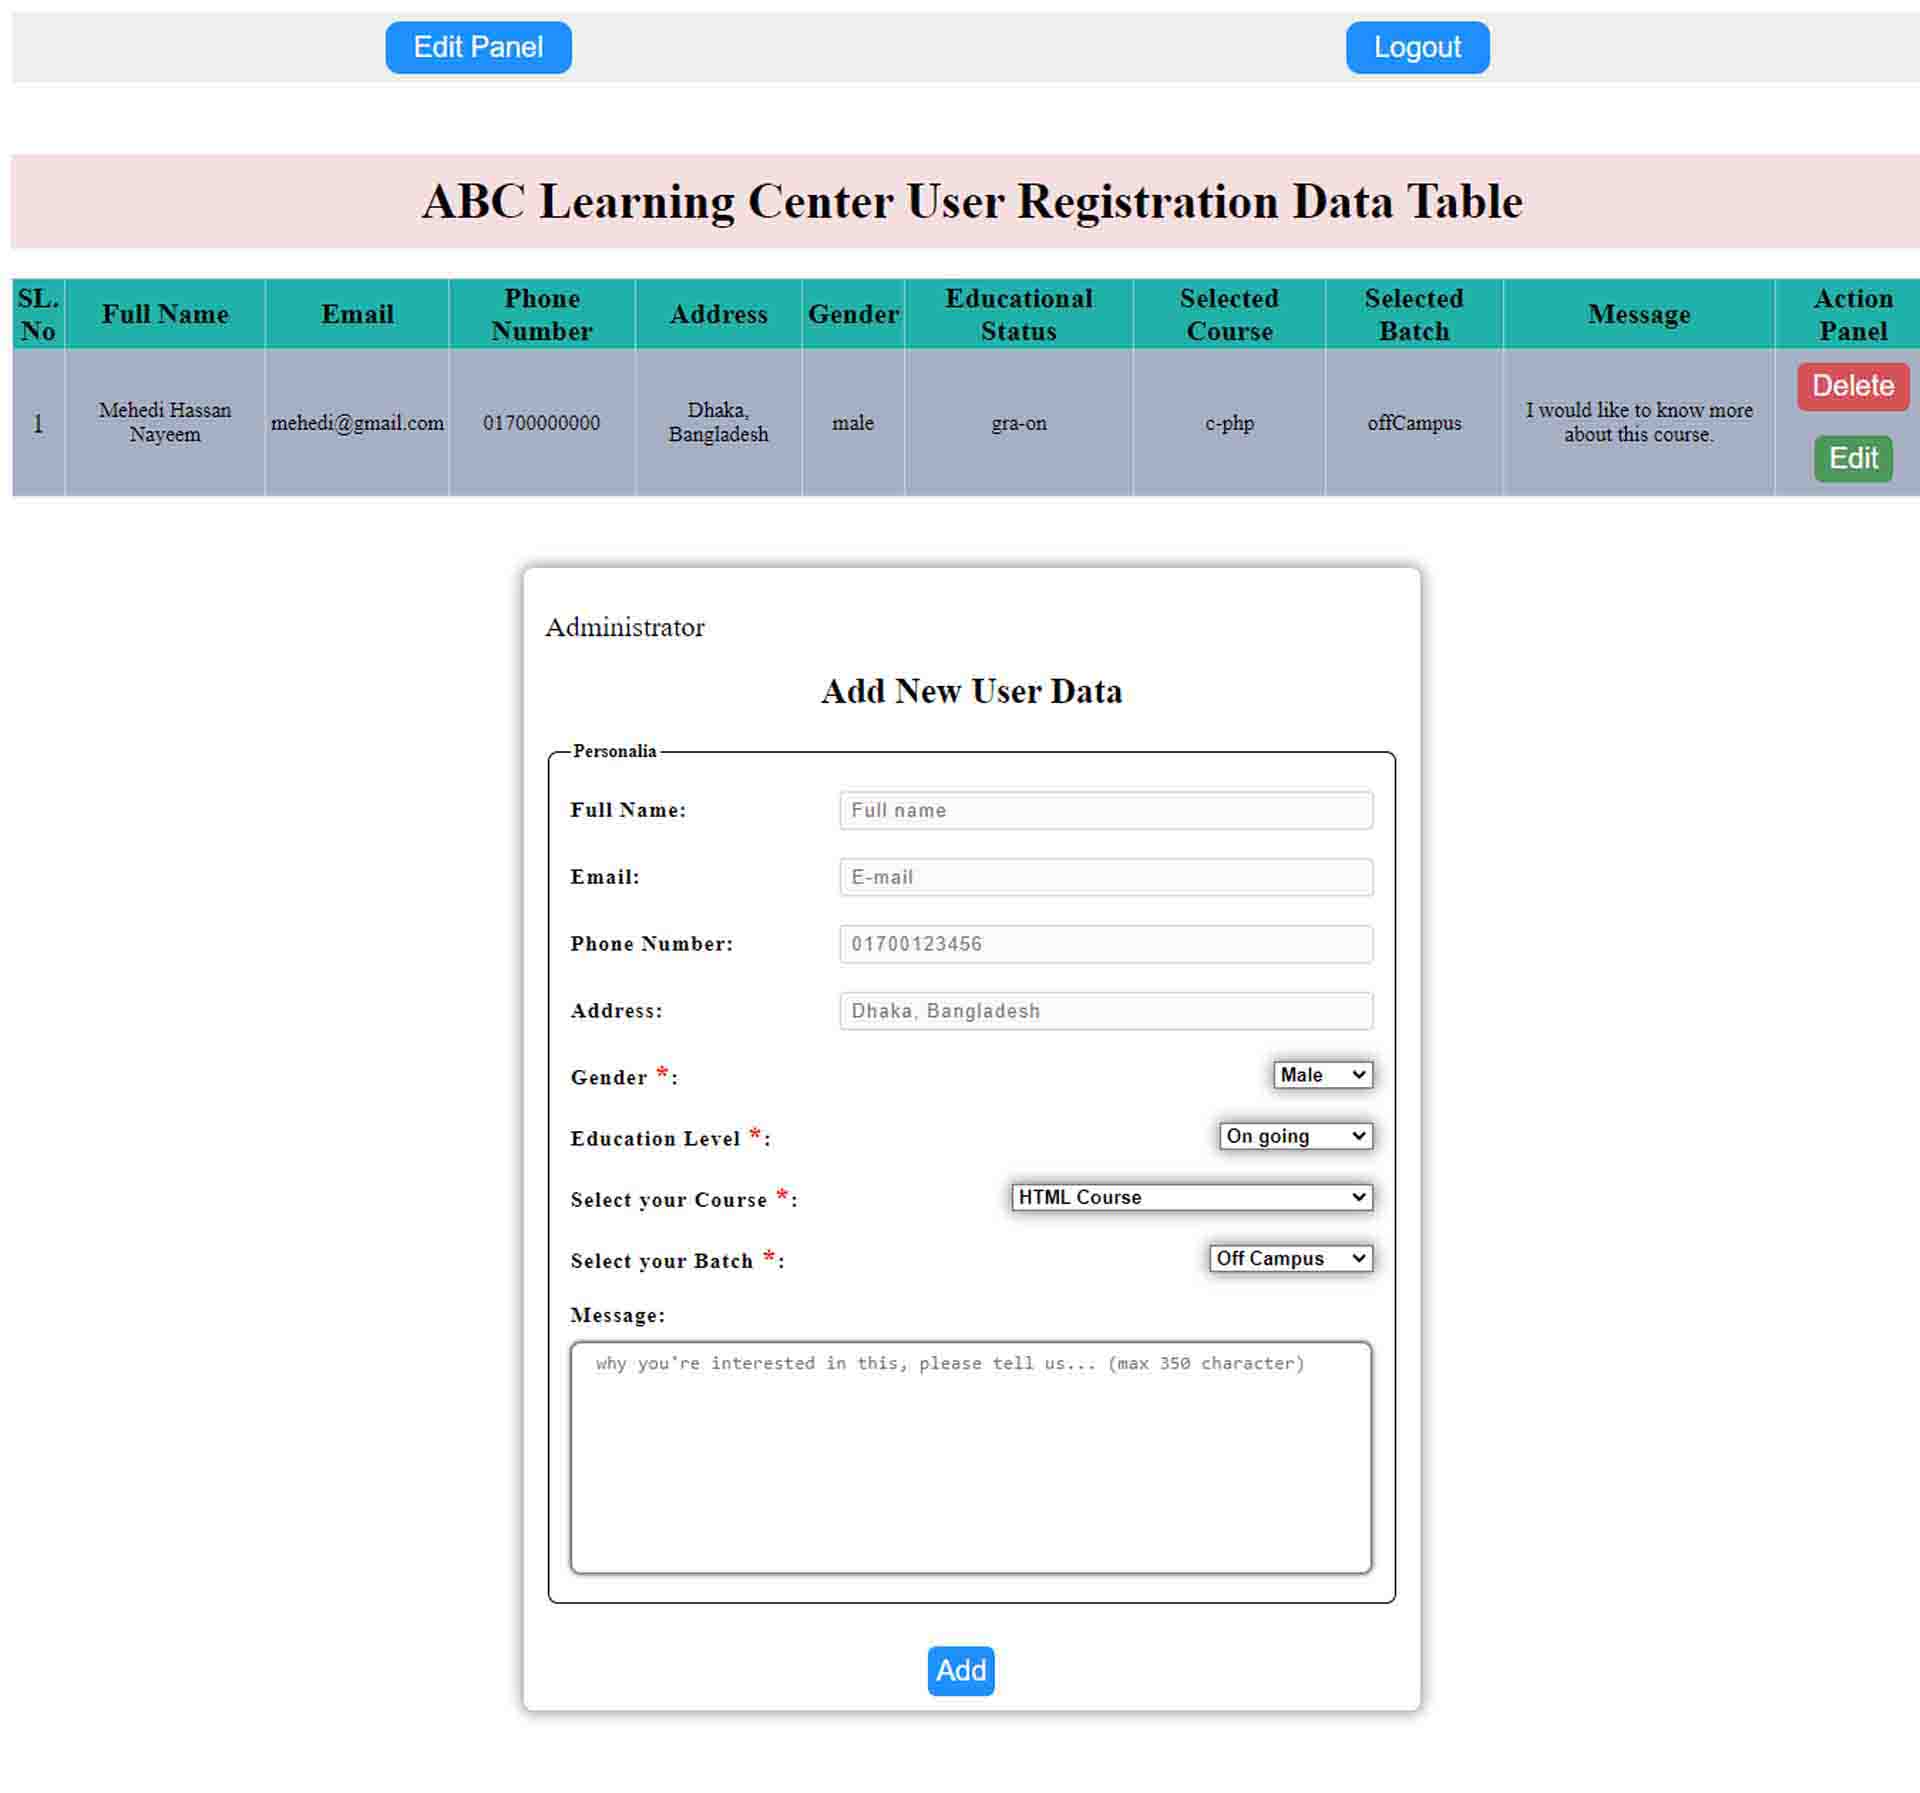 Edit Panel
Logout
ABC Learning Center User Registration Data Table
SL. No
Full Name
Email
Phone Number
Address
Gender
Educational Status
Selected Course
Selected Batch
Message
Action Panel
1
Mehedi Hassan Nayeem
mehedi@gmail.com
01700000000
Dhaka, Bangladesh
male
gra-on
c-php
offCampus
I would like to know more about this course.
Delete
Edit
Administrator
Add New User Data
Personalia
Full Name:
Full name
Email:
E-mail
Phone Number:
01700123456
Address:
Dhaka, Bangladesh
Gender *:
Male
Education Level *:
On going
Select your Course *:
HTML Course
Select your Batch *:
Off Campus
Message:
why you're interested in this, please tell us... (max 350 character)
Add